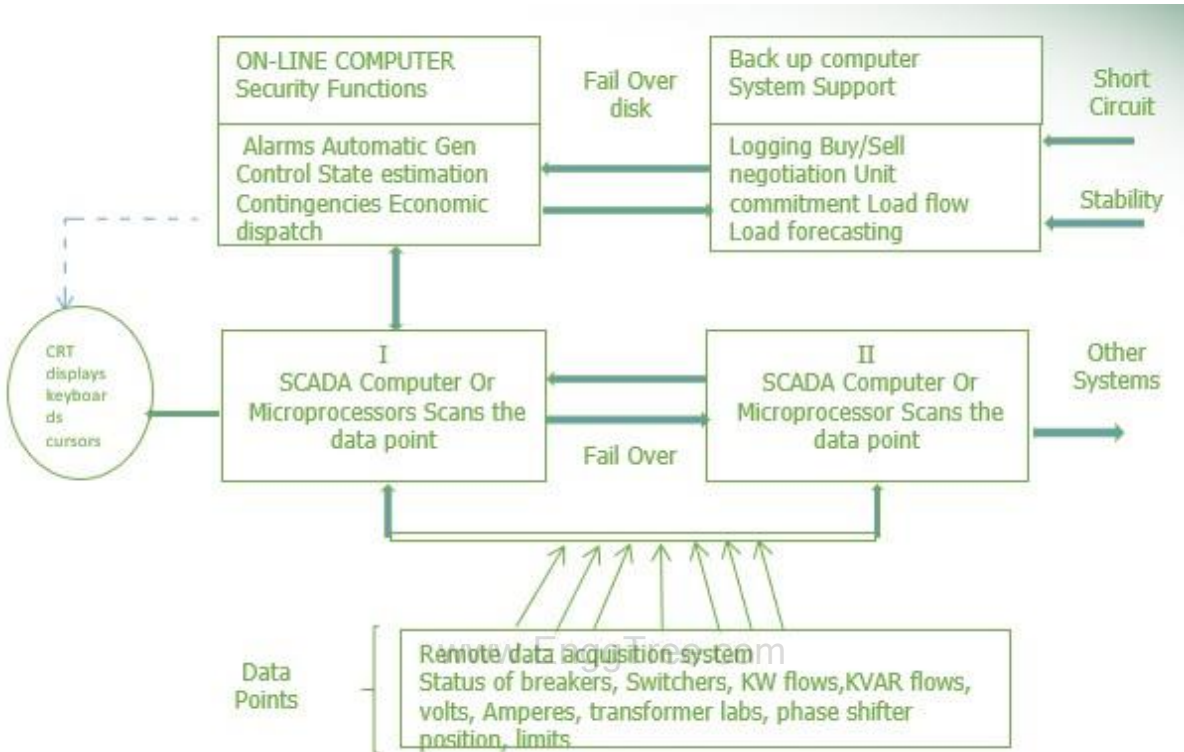 ON-LINE COMPUTER
Security Functions
Alarms Automatic Gen
Control State estimation
Contingencies Economic
dispatch
Fail Over
disk
Back up computer
System Support
Logging Buy/Sell
negotiation Unit
commitment Load flow
Load forecasting
Short
Circuit
Stability
CRT
displays
keyboar
ds
cursors
I
SCADA Computer Or
Microprocessors Scans the
data point
Fail Over
II
SCADA Computer Or
Microprocessor Scans the
data point
Other
Systems
Data
Points
www.EnggTree.com
Remote data acquisition system
Status of breakers, Switchers, KW flows,KVAR flows,
volts, Amperes, transformer labs, phase shifter
position, limits